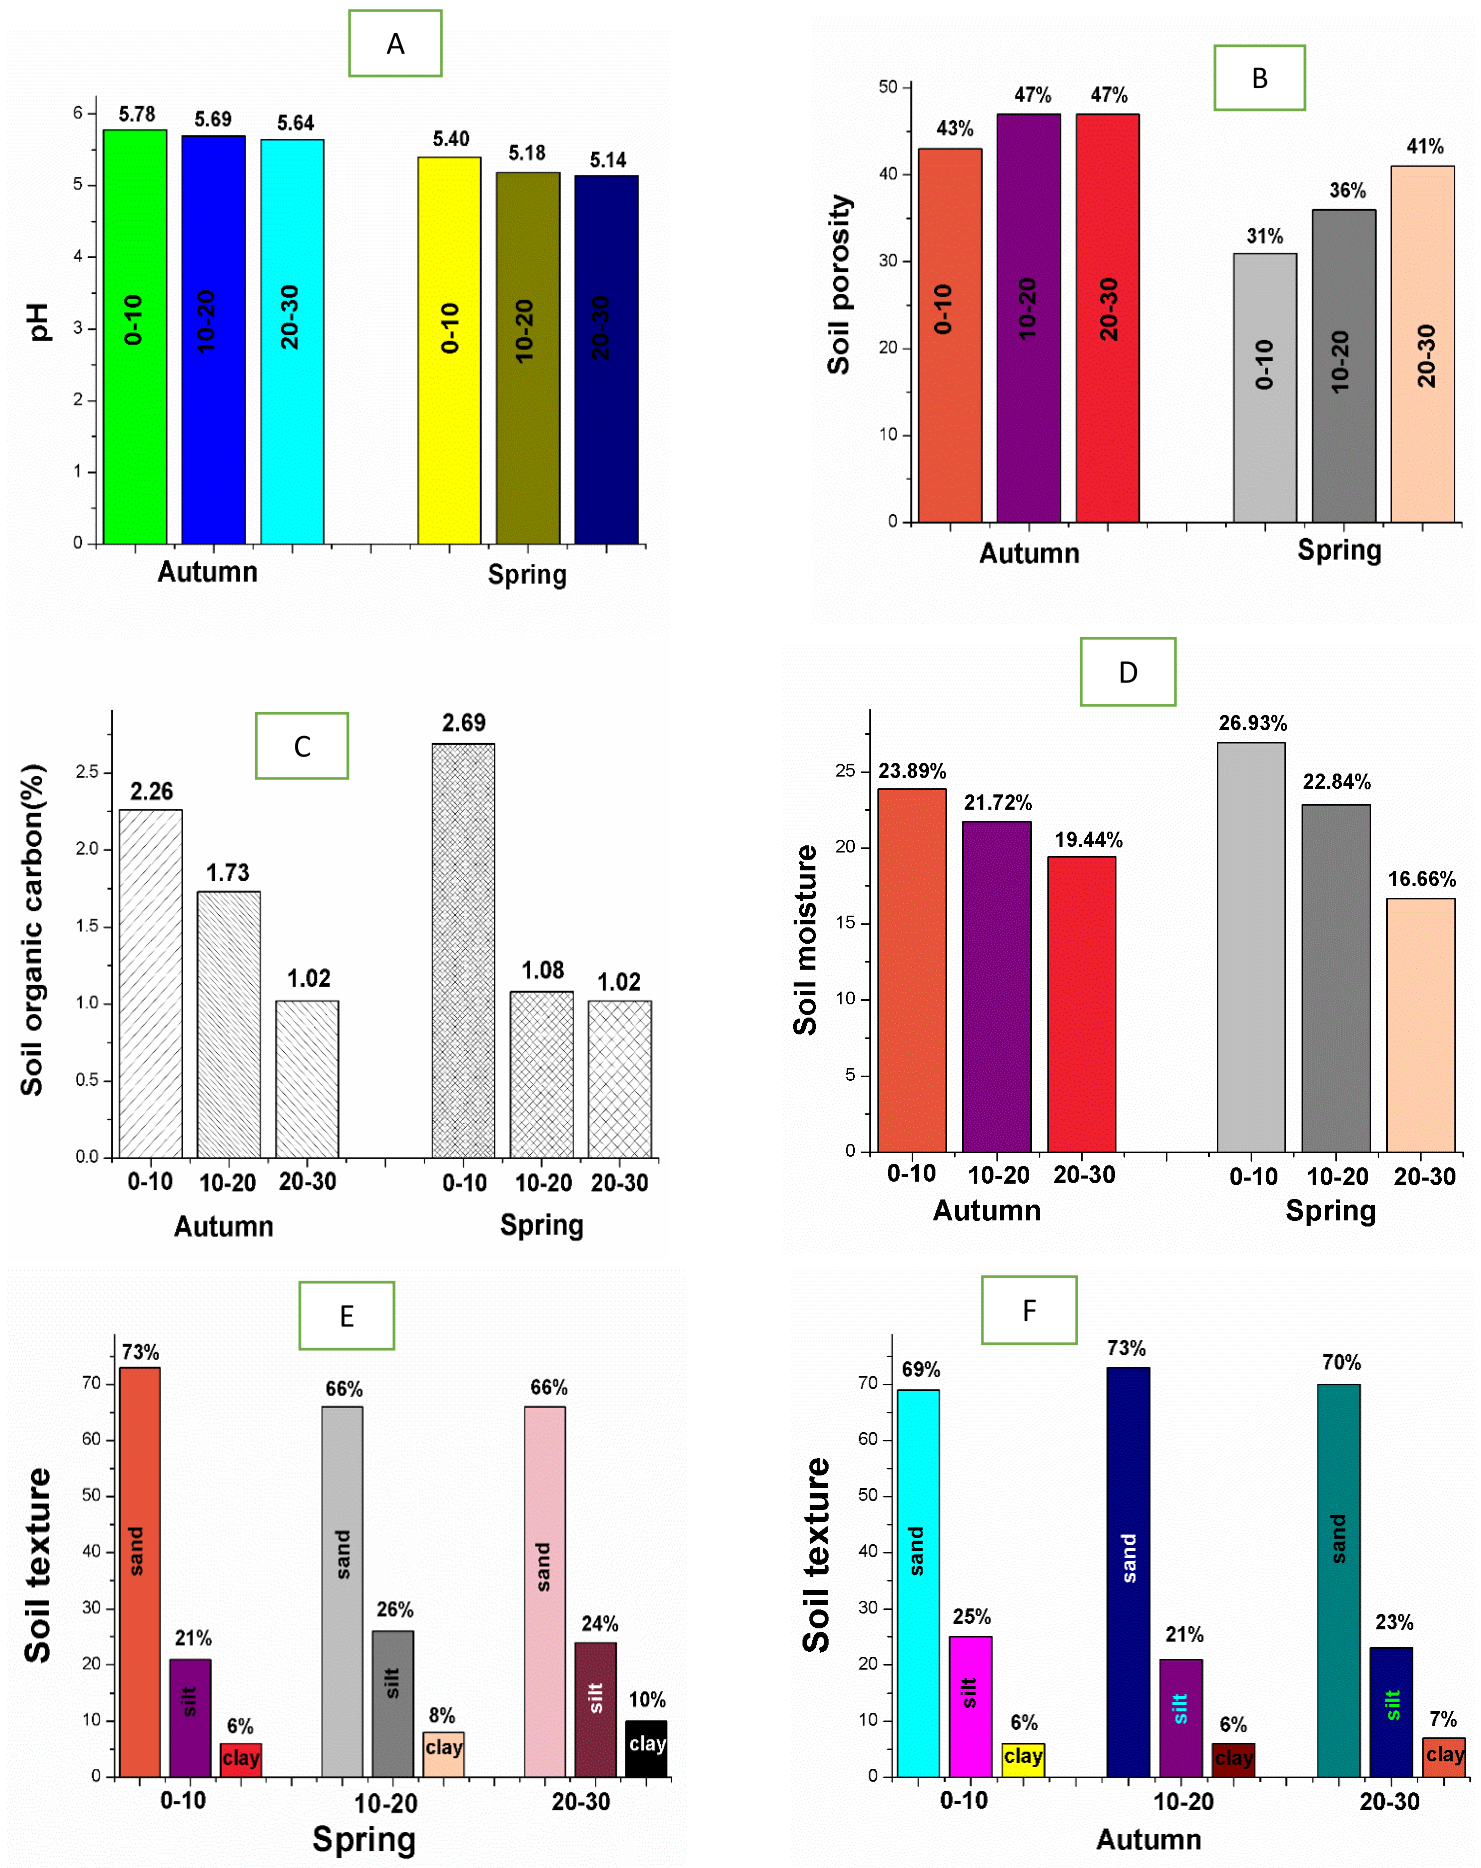 A
6
5
4
3
2
1
0
pH
5.78
5.69
5.64
5.40
5.18
5.14
0-10
10-20
20-30
0-10
10-20
20-30
Autumn
Spring
B
50
40
30
20
10
0
Soil porosity
43%
47%
47%
31%
36%
41%
0-10
10-20
20-30
0-10
10-20
20-30
Autumn
Spring
C
2.5
2.0
1.5
1.0
0.5
0.0
Soil organic carbon(%)
2.26
1.73
1.02
2.69
1.08
1.02
0-10
10-20
20-30
0-10
10-20
20-30
Autumn
Spring
D
25
20
15
10
5
0
Soil moisture
23.89%
21.72%
19.44%
26.93%
22.84%
16.66%
0-10
10-20
20-30
0-10
10-20
20-30
Autumn
Spring
E
70
60
50
40
30
20
10
0
Soil texture
73%
21%
6%
66%
26%
8%
66%
24%
10%
sand
silt
clay
sand
silt
clay
sand
silt
clay
0-10
10-20
20-30
Spring
F
70
60
50
40
30
20
10
0
Soil texture
69%
25%
6%
73%
21%
6%
70%
23%
7%
sand
silt
clay
sand
silt
clay
sand
silt
clay
0-10
10-20
20-30
Autumn